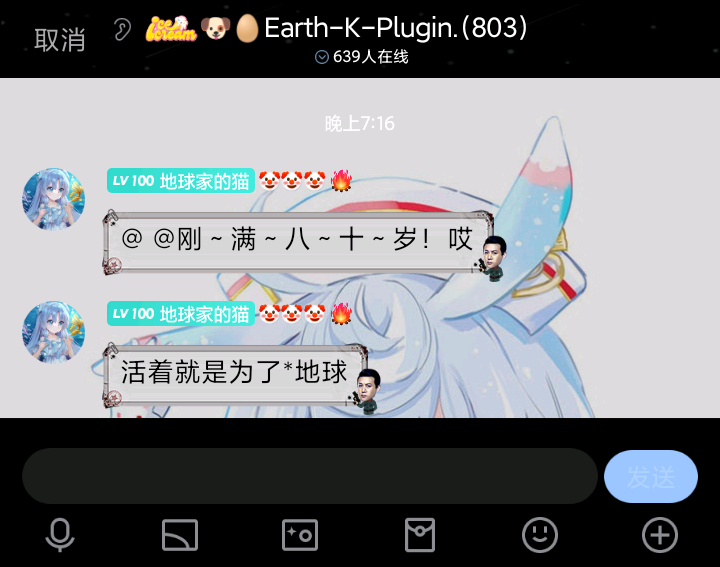 取消
ice cream Earth-K-Plugin.(803)
639人在线
晚上7:16
LV 100 地球家的猫
@ @刚~满~八~十~岁！哎
LV 100 地球家的猫
活着就是为了*地球
发送